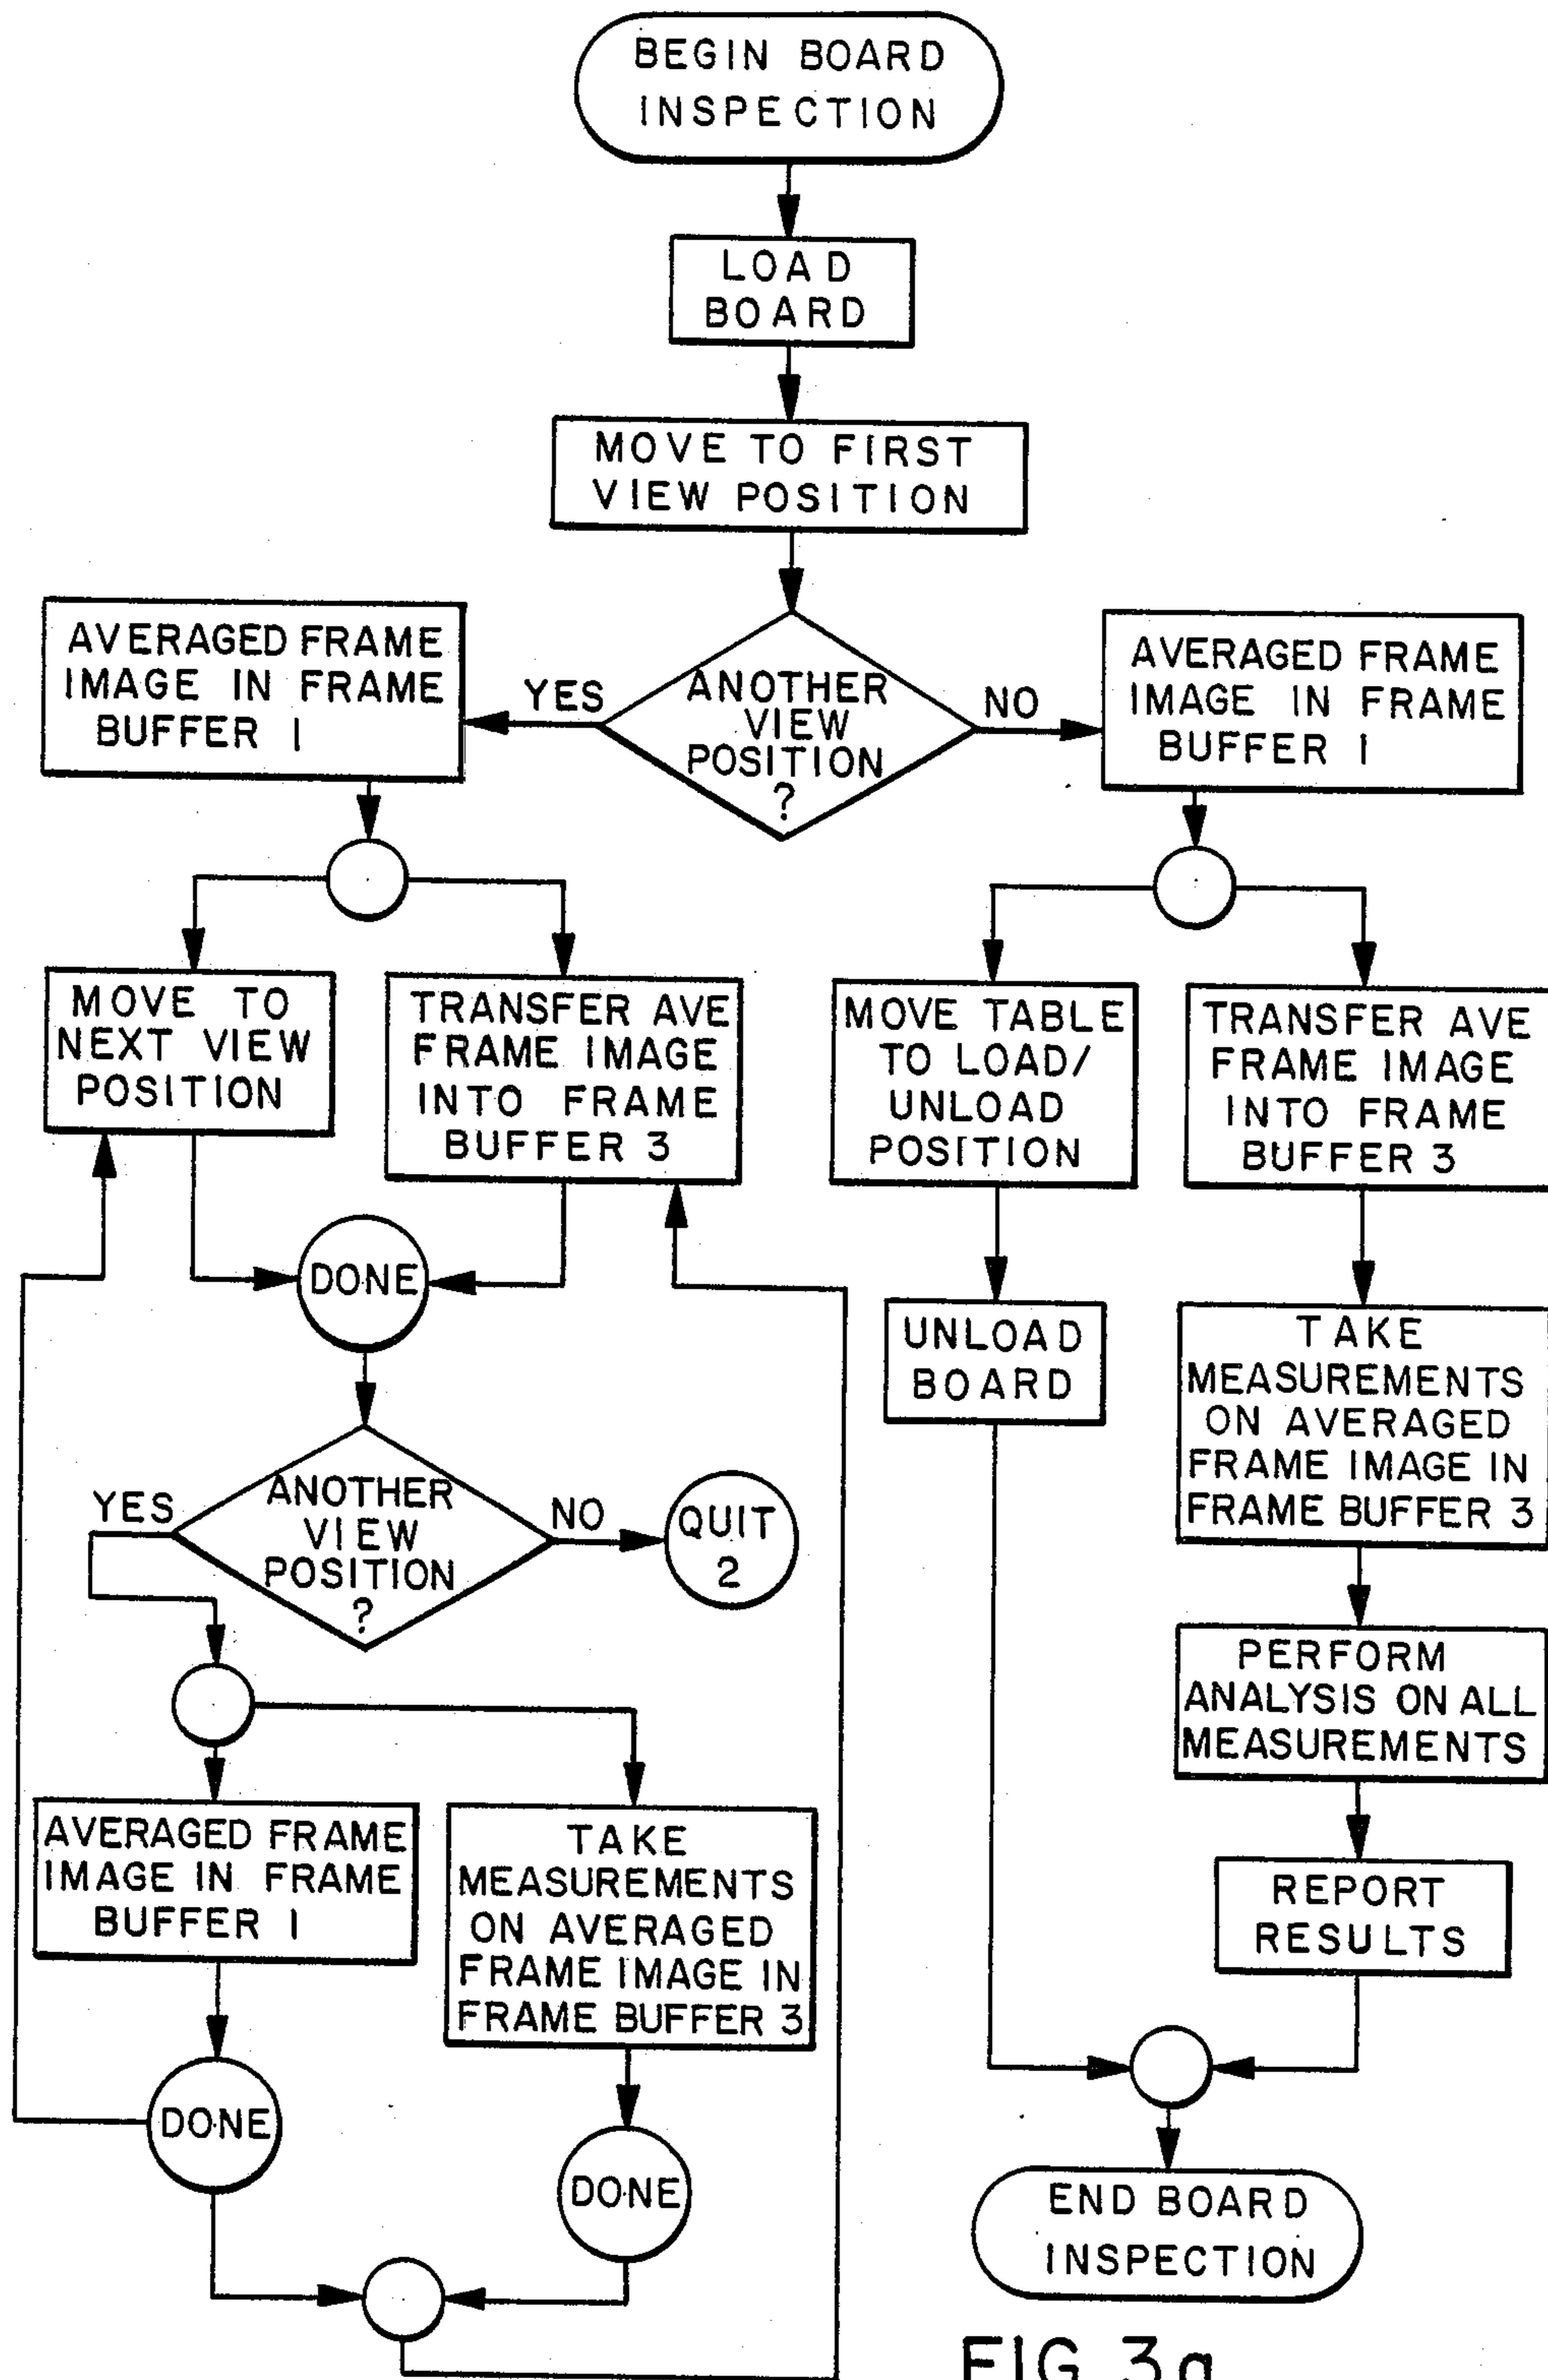 BEGIN BOARD
INSPECTION
LOAD
BOARD
MOVE TO FIRST
VIEW POSITION
ANOTHER
VIEW
POSITION
?
YES
NO
AVERAGED FRAME
IMAGE IN FRAME
BUFFER 1
MOVE TO
NEXT VIEW
POSITION
TRANSFER AVE
FRAME IMAGE
INTO FRAME
BUFFER 3
DONE
ANOTHER
VIEW
POSITION
?
YES
NO
QUIT
2
AVERAGED FRAME
IMAGE IN FRAME
BUFFER 1
TAKE
MEASUREMENTS
ON AVERAGED
FRAME IMAGE IN
FRAME BUFFER 3
DONE
DONE
AVERAGED FRAME
IMAGE IN FRAME
BUFFER 1
MOVE TABLE
TO LOAD/
UNLOAD
POSITION
TRANSFER AVE
FRAME IMAGE
INTO FRAME
BUFFER 3
UNLOAD
BOARD
TAKE
MEASUREMENTS
ON AVERAGED
FRAME IMAGE IN
FRAME BUFFER 3
PERFORM
ANALYSIS ON ALL
MEASUREMENTS
REPORT
RESULTS
END BOARD
INSPECTION
FIG 3a